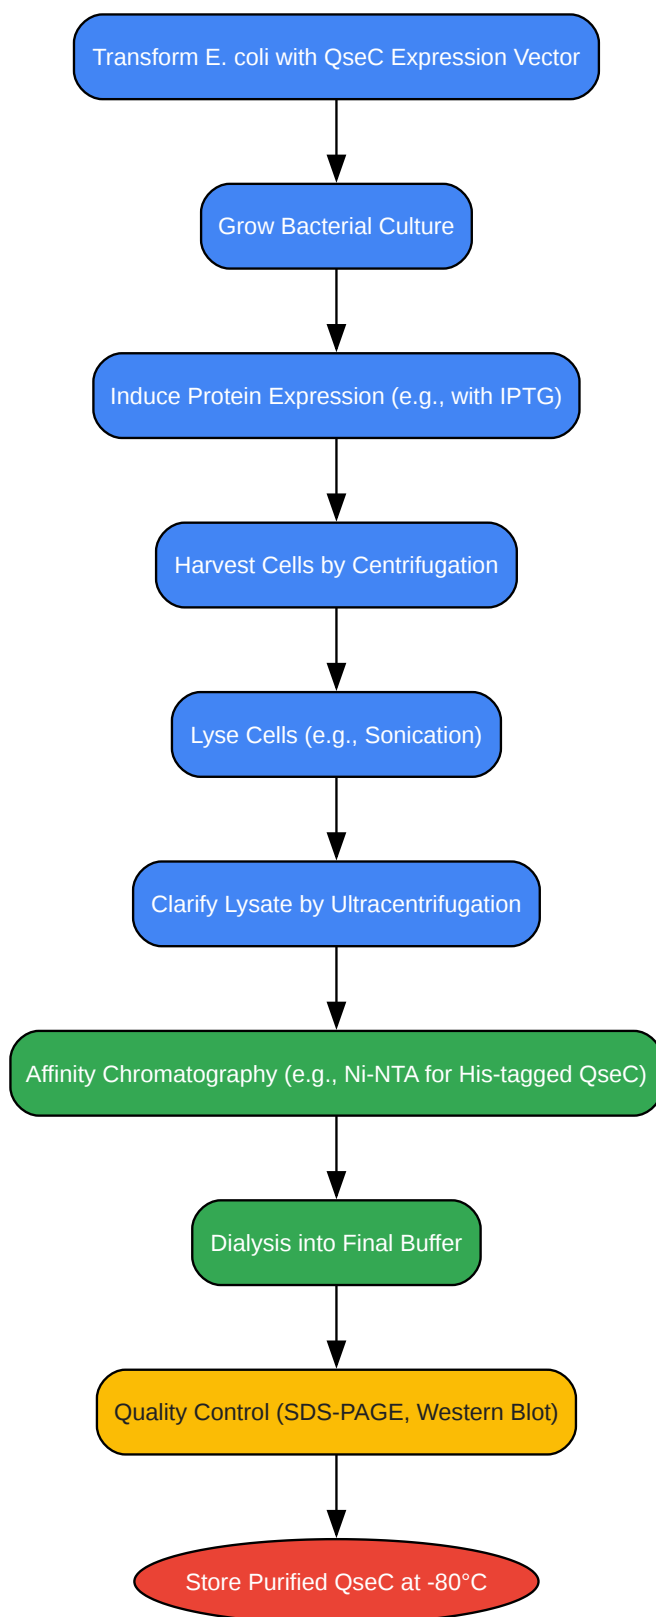 Transform E. coli with QseC Expression Vector
Grow Bacterial Culture
Induce Protein Expression (e.g., with IPTG)
Harvest Cells by Centrifugation
Lyse Cells (e.g., Sonication)
Clarify Lysate by Ultracentrifugation
Affinity Chromatography (e.g., Ni-NTA for His-tagged QseC)
Dialysis into Final Buffer
Quality Control (SDS-PAGE, Western Blot)
Store Purified QseC at -80°C